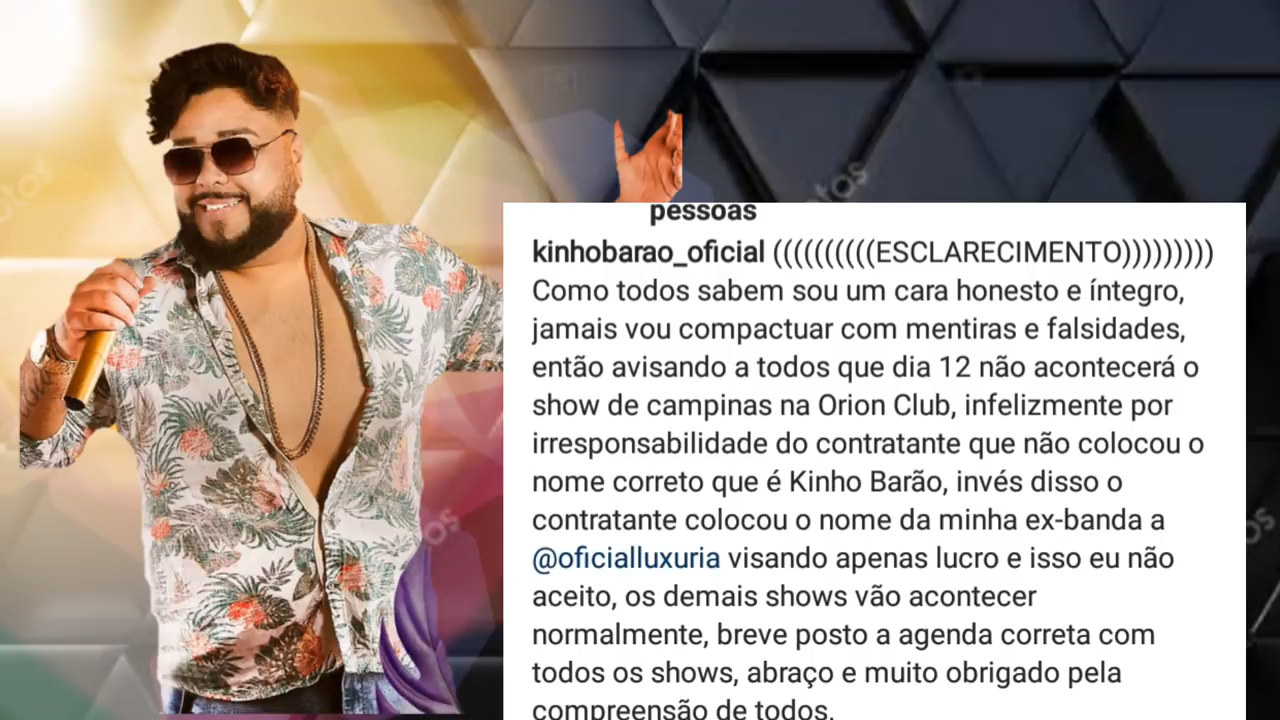 pessoas
kinhobarao_oficial ((((((((((ESCLARECIMENTO)))))))))
Como todos sabem sou um cara honesto e íntegro,
jamais vou compactuar com mentiras e falsidades,
então avisando a todos que dia 12 não acontecerá o
show de campinas na Orion Club, infelizmente por
irresponsabilidade do contratante que não colocou o
nome correto que é Kinho Barão, invés disso o
contratante colocou o nome da minha ex-banda a
@oficialluxuria visando apenas lucro e isso eu não
aceito, os demais shows vão acontecer
normalmente, breve posto a agenda correta com
todos os shows, abraço e muito obrigado pela
compreensão de todos.